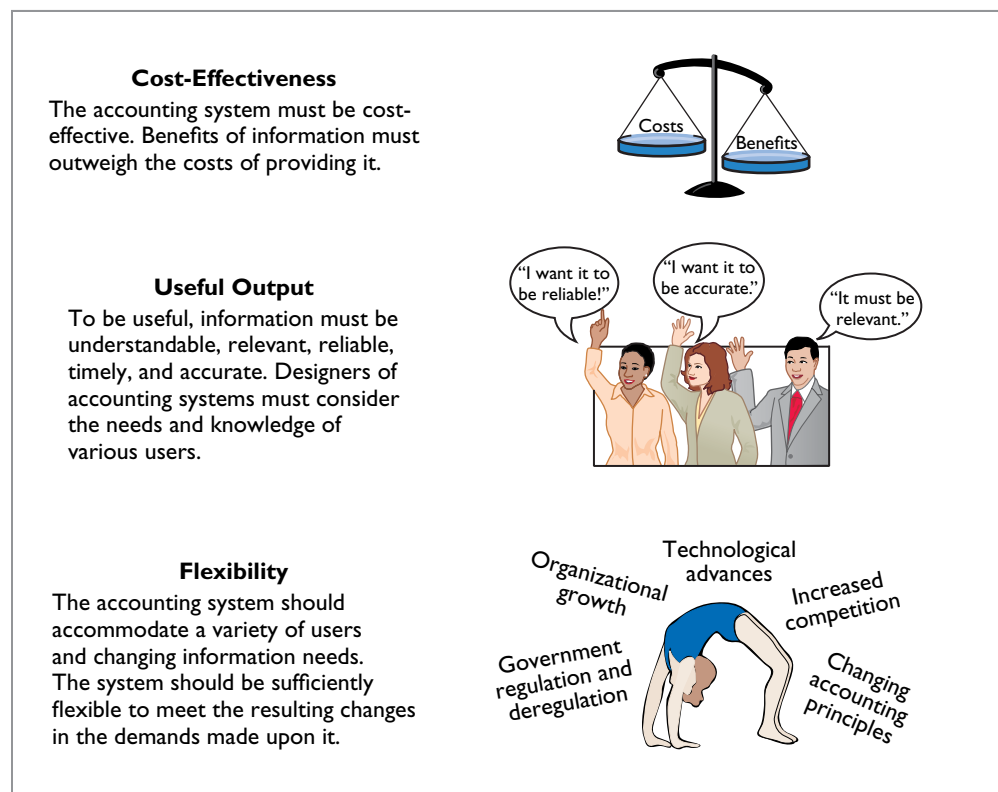 Cost-Effectiveness
The accounting system must be cost-
effective. Benefits of information must
outweigh the costs of providing it.
Costs
Benefits
Useful Output
To be useful, information must be
understandable, relevant, reliable,
timely, and accurate. Designers of
accounting systems must consider
the needs and knowledge of
various users.
“I want it to
be reliable!”
“I want it to
be accurate.”
“It must be
relevant.”
Flexibility
The accounting system should
accommodate a variety of users
and changing information needs.
The system should be sufficiently
flexible to meet the resulting changes
in the demands made upon it.
Government
regulation and
deregulation
Organizational
growth
Technological
advances
Increased
competition
Changing
accounting
principles